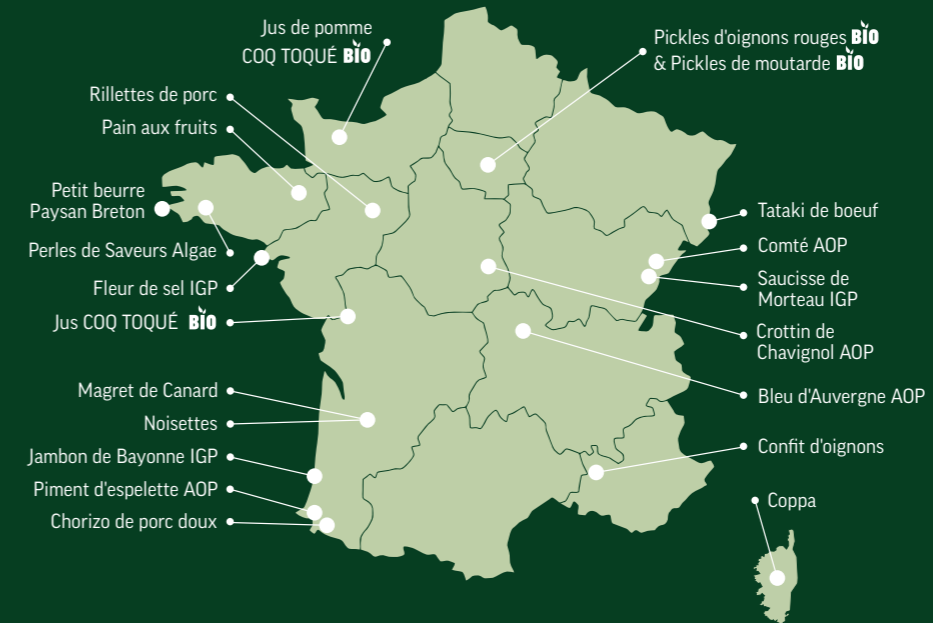 Jus de pomme
COQ TOQUÉ BIO
Pickles d'oignons rouges BIO
& Pickles de moutarde BIO
Rillettes de porc
Pain aux fruits
Petit beurre
Paysan Breton
Perles de Saveurs Algae
Fleur de sel IGP
Jus COQ TOQUÉ BIO
Magret de Canard
Noisettes
Jambon de Bayonne IGP
Piment d'espelette AOP
Chorizo de porc doux
Tataki de boeuf
Comté AOP
Saucisse de
Morteau IGP
Crottin de
Chavignol AOP
Bleu d'Auvergne AOP
Confit d'oignons
Coppa